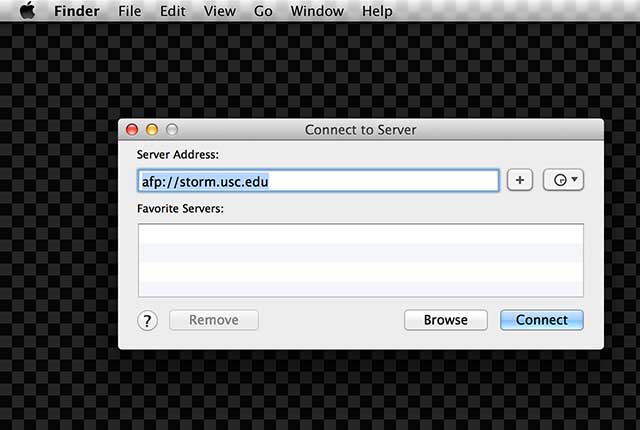 Finder File Edit View Go Window Help
Connect to Server
Server Address:
afp://storm.usc.edu
+
Favorite Servers:
? Remove Browse Connect